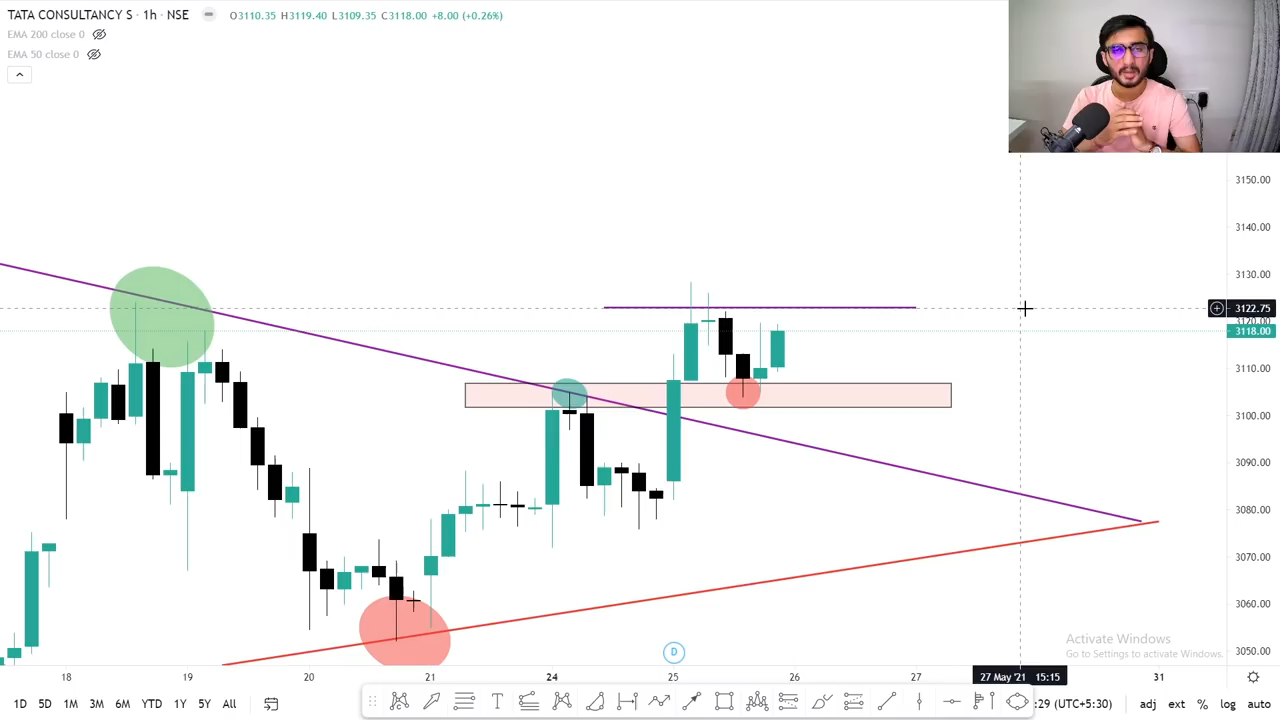 TATA CONSULTANCY S · 1h · NSE O3110.35 H3119.40 L3109.35 C3118.00 +8.00 (+0.26%)
EMA 200 close 0
EMA 50 close 0
3150.00
3140.00
3130.00
3122.75
3120.00
3118.00
3110.00
3100.00
3090.00
3080.00
3070.00
3060.00
3050.00
D
Activate Windows
Go to Settings to activate Windows.
18 19 20 21 24 25 26 27 27 May '21 15:15 31
1D 5D 1M 3M 6M YTD 1Y 5Y All T :29 (UTC+5:30) adj ext % log auto